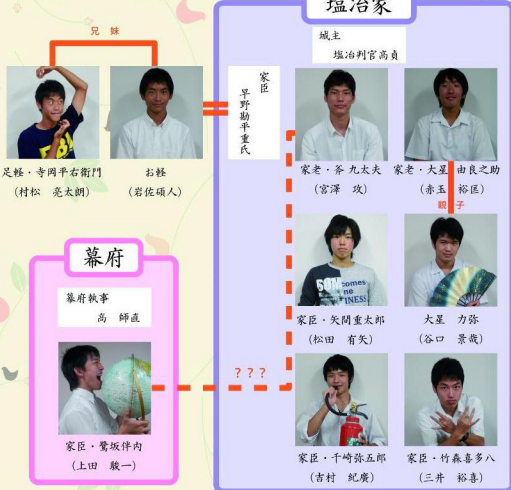 塩冶家
兄妹
城主
塩冶判官高貞
家臣
早野勘平重氏
足軽・寺岡平右衛門
(村松 亮太朗)
お軽
(岩佐碩人)
家老・斧九太夫
(宮澤 攻)
家老・大星由良之助
(赤玉 裕匡)
親子
家臣・矢間重太郎
(松田 有矢)
大星 力弥
(谷口 景哉)
幕府
幕府執事
高 師直
???
家臣・鷺坂伴内
(上田 駿一)
家臣・千崎弥五郎
(吉村 紀廣)
家臣・竹森喜多八
(三井 裕喜)